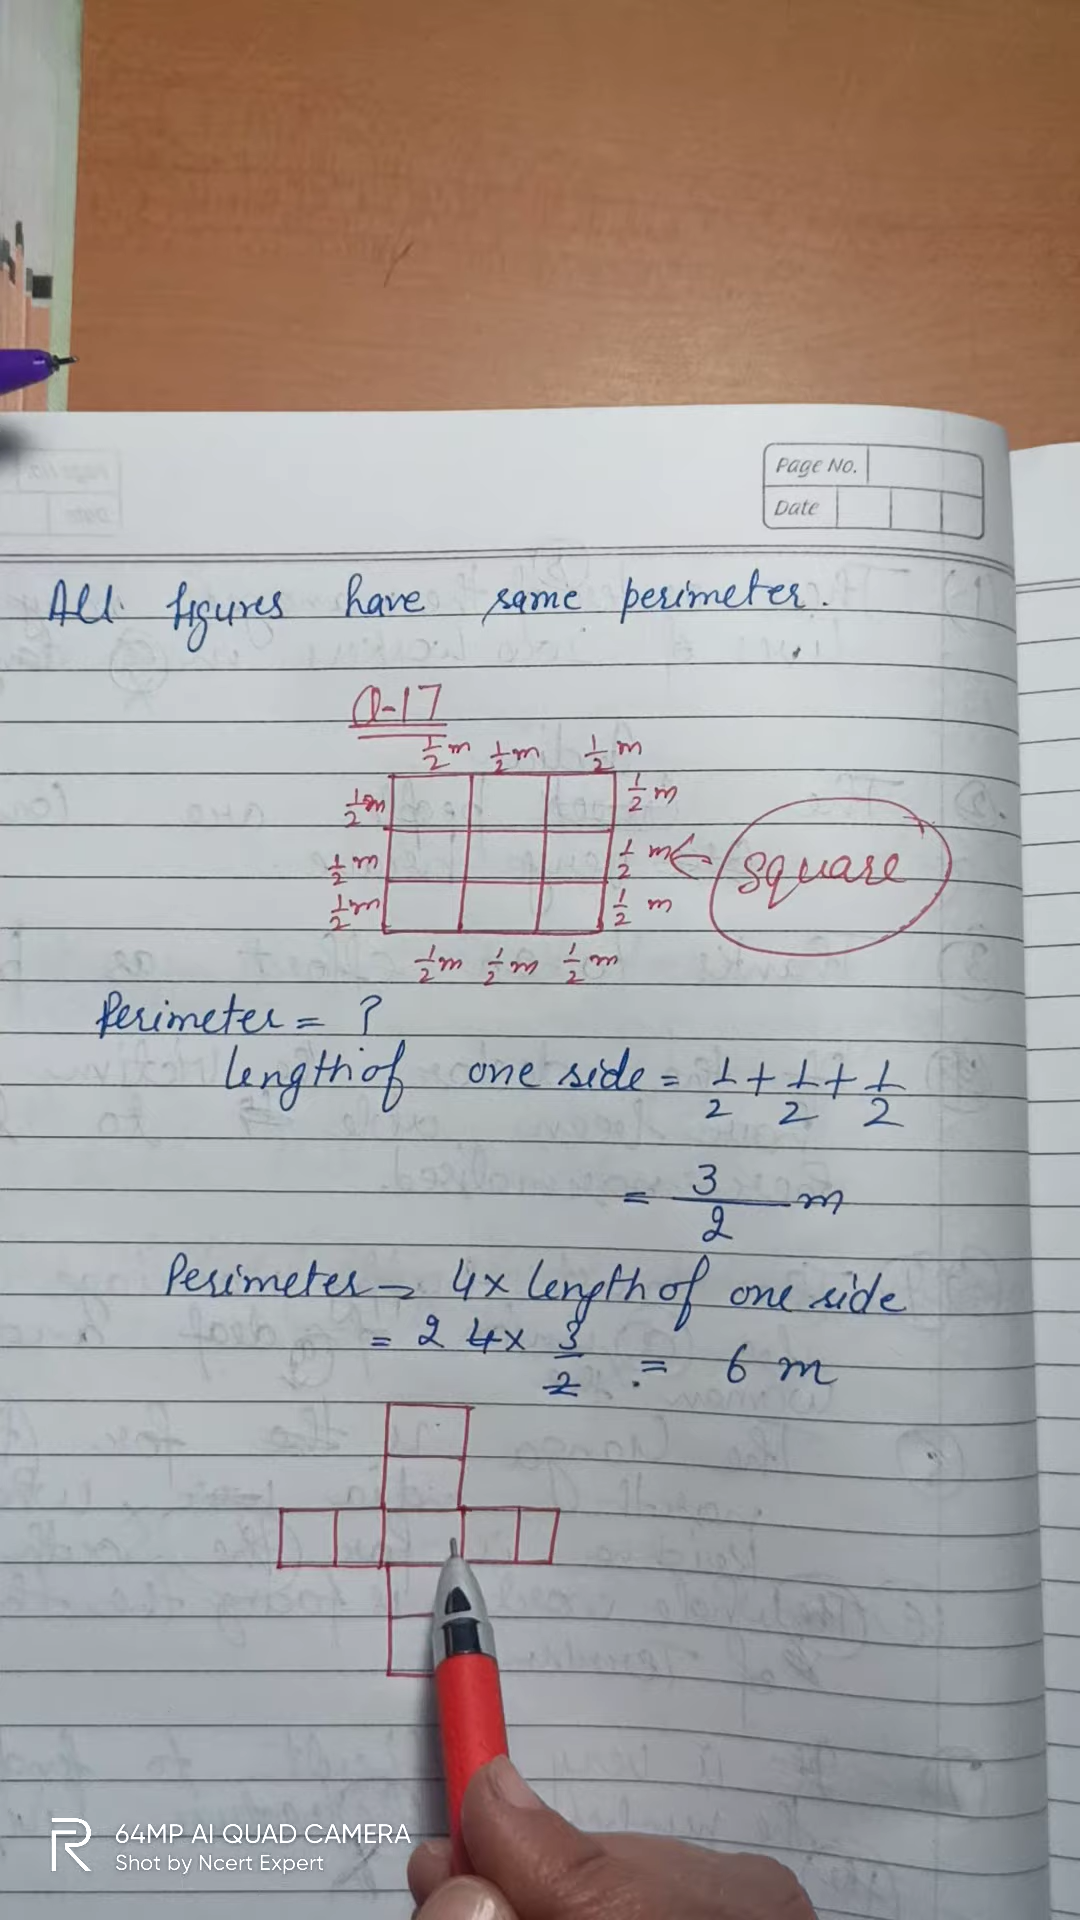 Page No.
Date
All figures have same perimeter.
Q-17
1/2 m 1/2 m 1/2 m
1/2 m 1/2 m
1/2 m 1/2 m ← square
1/2 m 1/2 m
1/2 m 1/2 m 1/2 m
Perimeter = ?
length of one side = 1/2 + 1/2 + 1/2
= 3/2 m
Perimeter = 4 x length of one side
= 2 4 x 3/2 = 6 m
R 64MP AI QUAD CAMERA
Shot by Ncert Expert